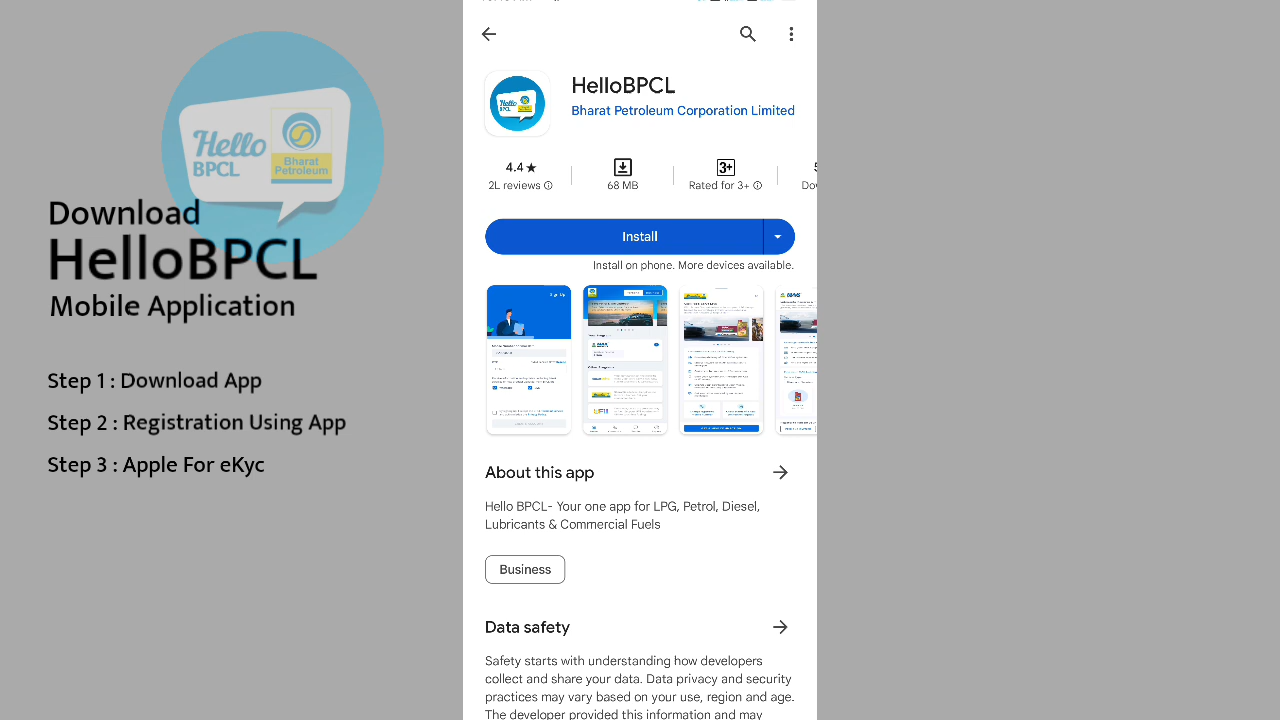 Hello
BPCL
Bharat
Petroleum
Download
HelloBPCL
Mobile Application
Step 1 : Download App
Step 2 : Registration Using App
Step 3 : Apple For eKyc
HelloBPCL
Bharat Petroleum Corporation Limited
Hello
BPCL
4.4★
2L reviews
68 MB
3+
Rated for 3+
Install
Install on phone. More devices available.
Sign Up
About this app
Hello BPCL- Your one app for LPG, Petrol, Diesel,
Lubricants & Commercial Fuels
Business
Data safety
Safety starts with understanding how developers
collect and share your data. Data privacy and security
practices may vary based on your use, region and age.
The developer provided this information and may